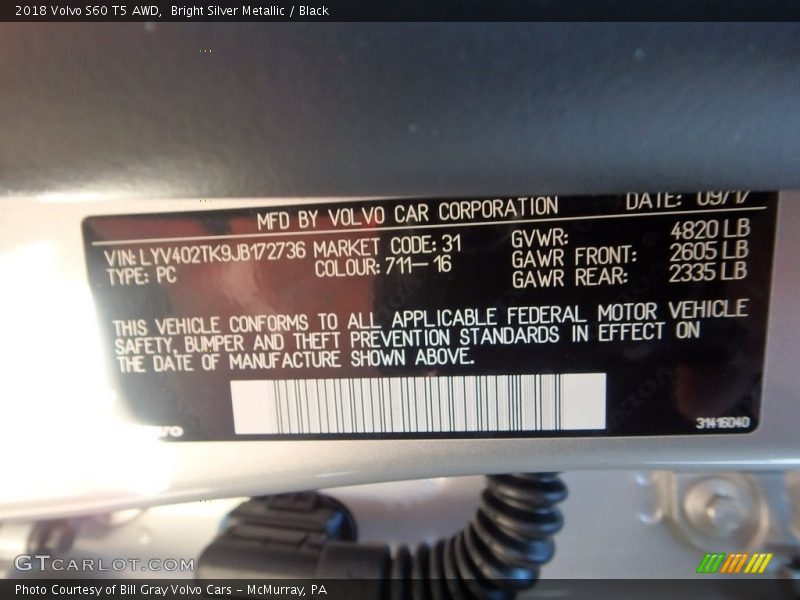 2018 Volvo S60 T5 AWD, Bright Silver Metallic / Black
MFD BY VOLVO CAR CORPORATION DATE: 09/17
VIN: LYV402TK9JB172736 MARKET CODE: 31 GVWR: 4820 LB
TYPE: PC COLOUR: 711-16 GAWR FRONT: 2605 LB
GAWR REAR: 2335 LB
THIS VEHICLE CONFORMS TO ALL APPLICABLE FEDERAL MOTOR VEHICLE
SAFETY, BUMPER AND THEFT PREVENTION STANDARDS IN EFFECT ON
THE DATE OF MANUFACTURE SHOWN ABOVE.
31416040
GTCARLOT.COM
Photo Courtesy of Bill Gray Volvo Cars - McMurray, PA